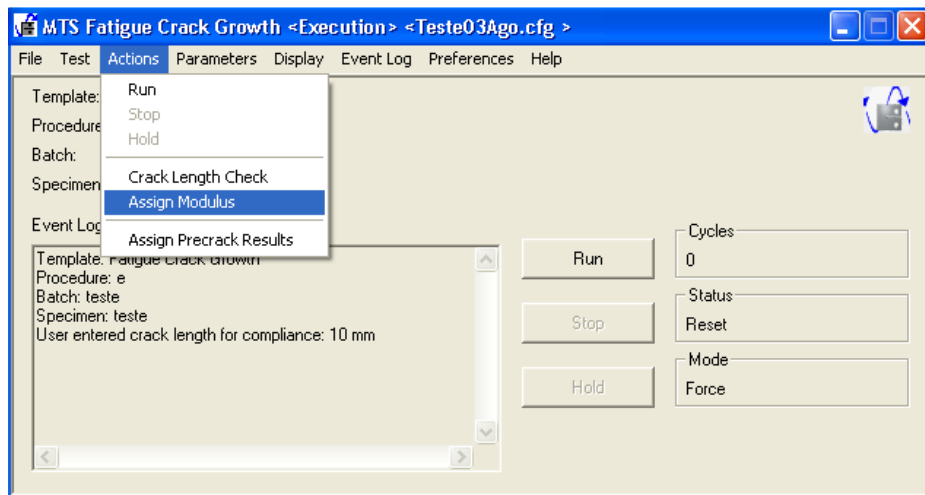 MTS Fatigue Crack Growth <Execution> <Teste03Ago.cfg >
File Test Actions Parameters Display Event Log Preferences Help
Run
Stop
Hold
Crack Length Check
Assign Modulus
Assign Precrack Results
Template:
Procedure
Batch:
Specimen
Event Log
Template: Fatigue Crack Growth
Procedure: e
Batch: teste
Specimen: teste
User entered crack length for compliance: 10 mm
Run
Stop
Hold
Cycles
0
Status
Reset
Mode
Force